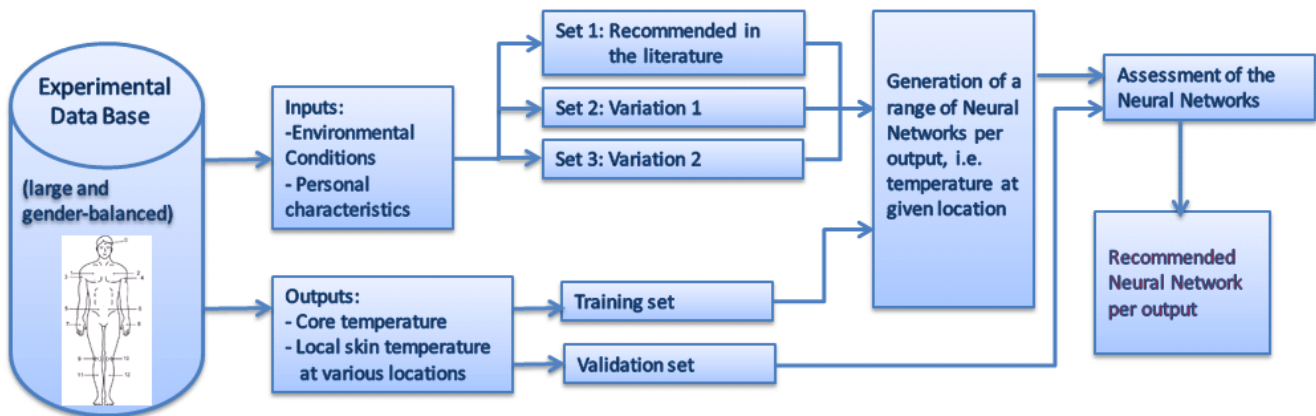 Experimental
Data Base
(large and
gender-balanced)
Inputs:
-Environmental
Conditions
- Personal
characteristics
Set 1: Recommended in
the literature
Set 2: Variation 1
Set 3: Variation 2
Generation of a
range of Neural
Networks per
output, i.e.
temperature at
given location
Assessment of the
Neural Networks
Recommended
Neural Network
per output
Outputs:
- Core temperature
- Local skin temperature
at various locations
Training set
Validation set